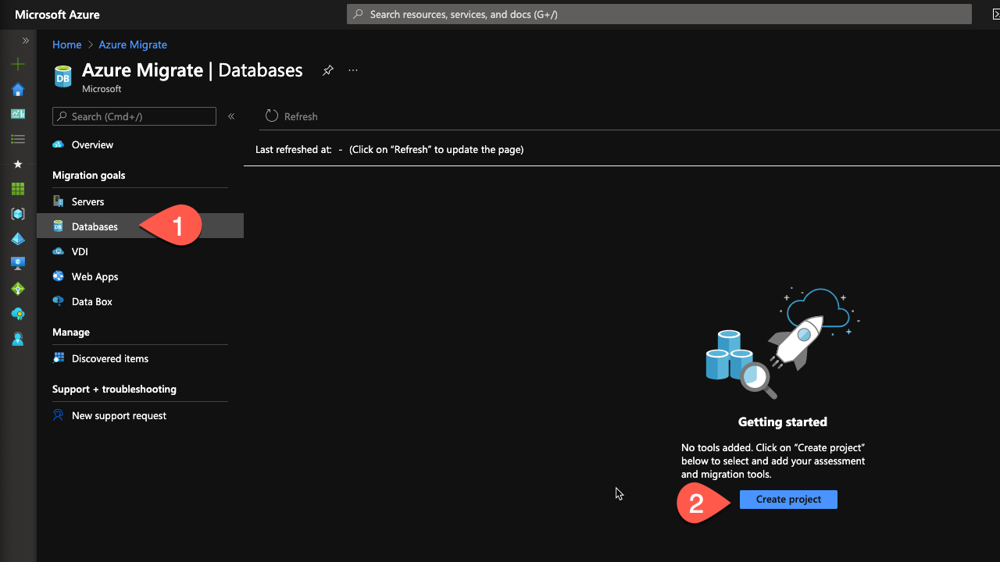 Microsoft Azure
Search resources, services, and docs (G+/)
Home > Azure Migrate
Azure Migrate | Databases
Microsoft
Search (Cmd+/)
Refresh
Overview
Last refreshed at: - (Click on “Refresh” to update the page)
Migration goals
Servers
Databases
1
VDI
Web Apps
Data Box
Manage
Discovered items
Support + troubleshooting
New support request
Getting started
No tools added. Click on “Create project”
below to select and add your assessment
and migration tools.
2
Create project